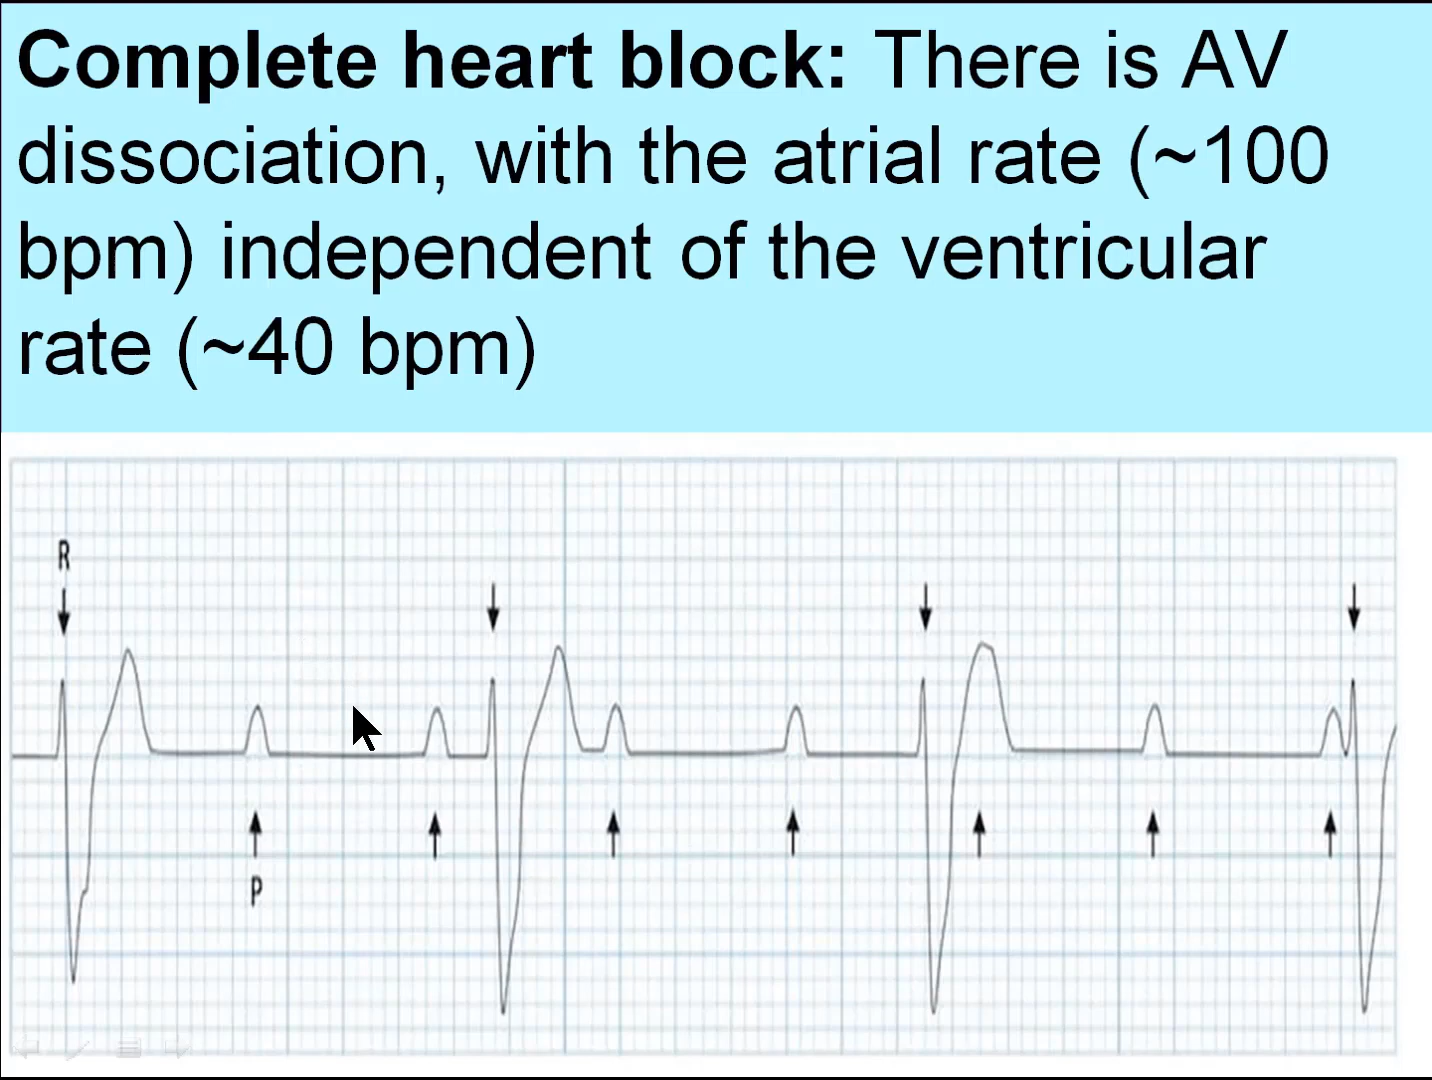 Complete heart block: There is AV
dissociation, with the atrial rate (~100
bpm) independent of the ventricular
rate (~40 bpm)
R
P